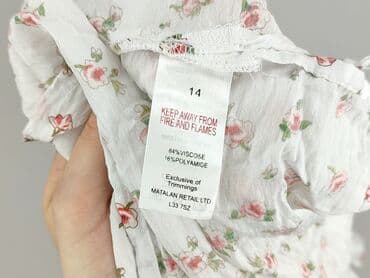 14
KEEP AWAY FROM
FIRE AND FLAMES
84%VISCOSE
16%POLYAMIDE
Exclusive of
Trimmings
MATALAN RETAIL LTD
L33 7SZ